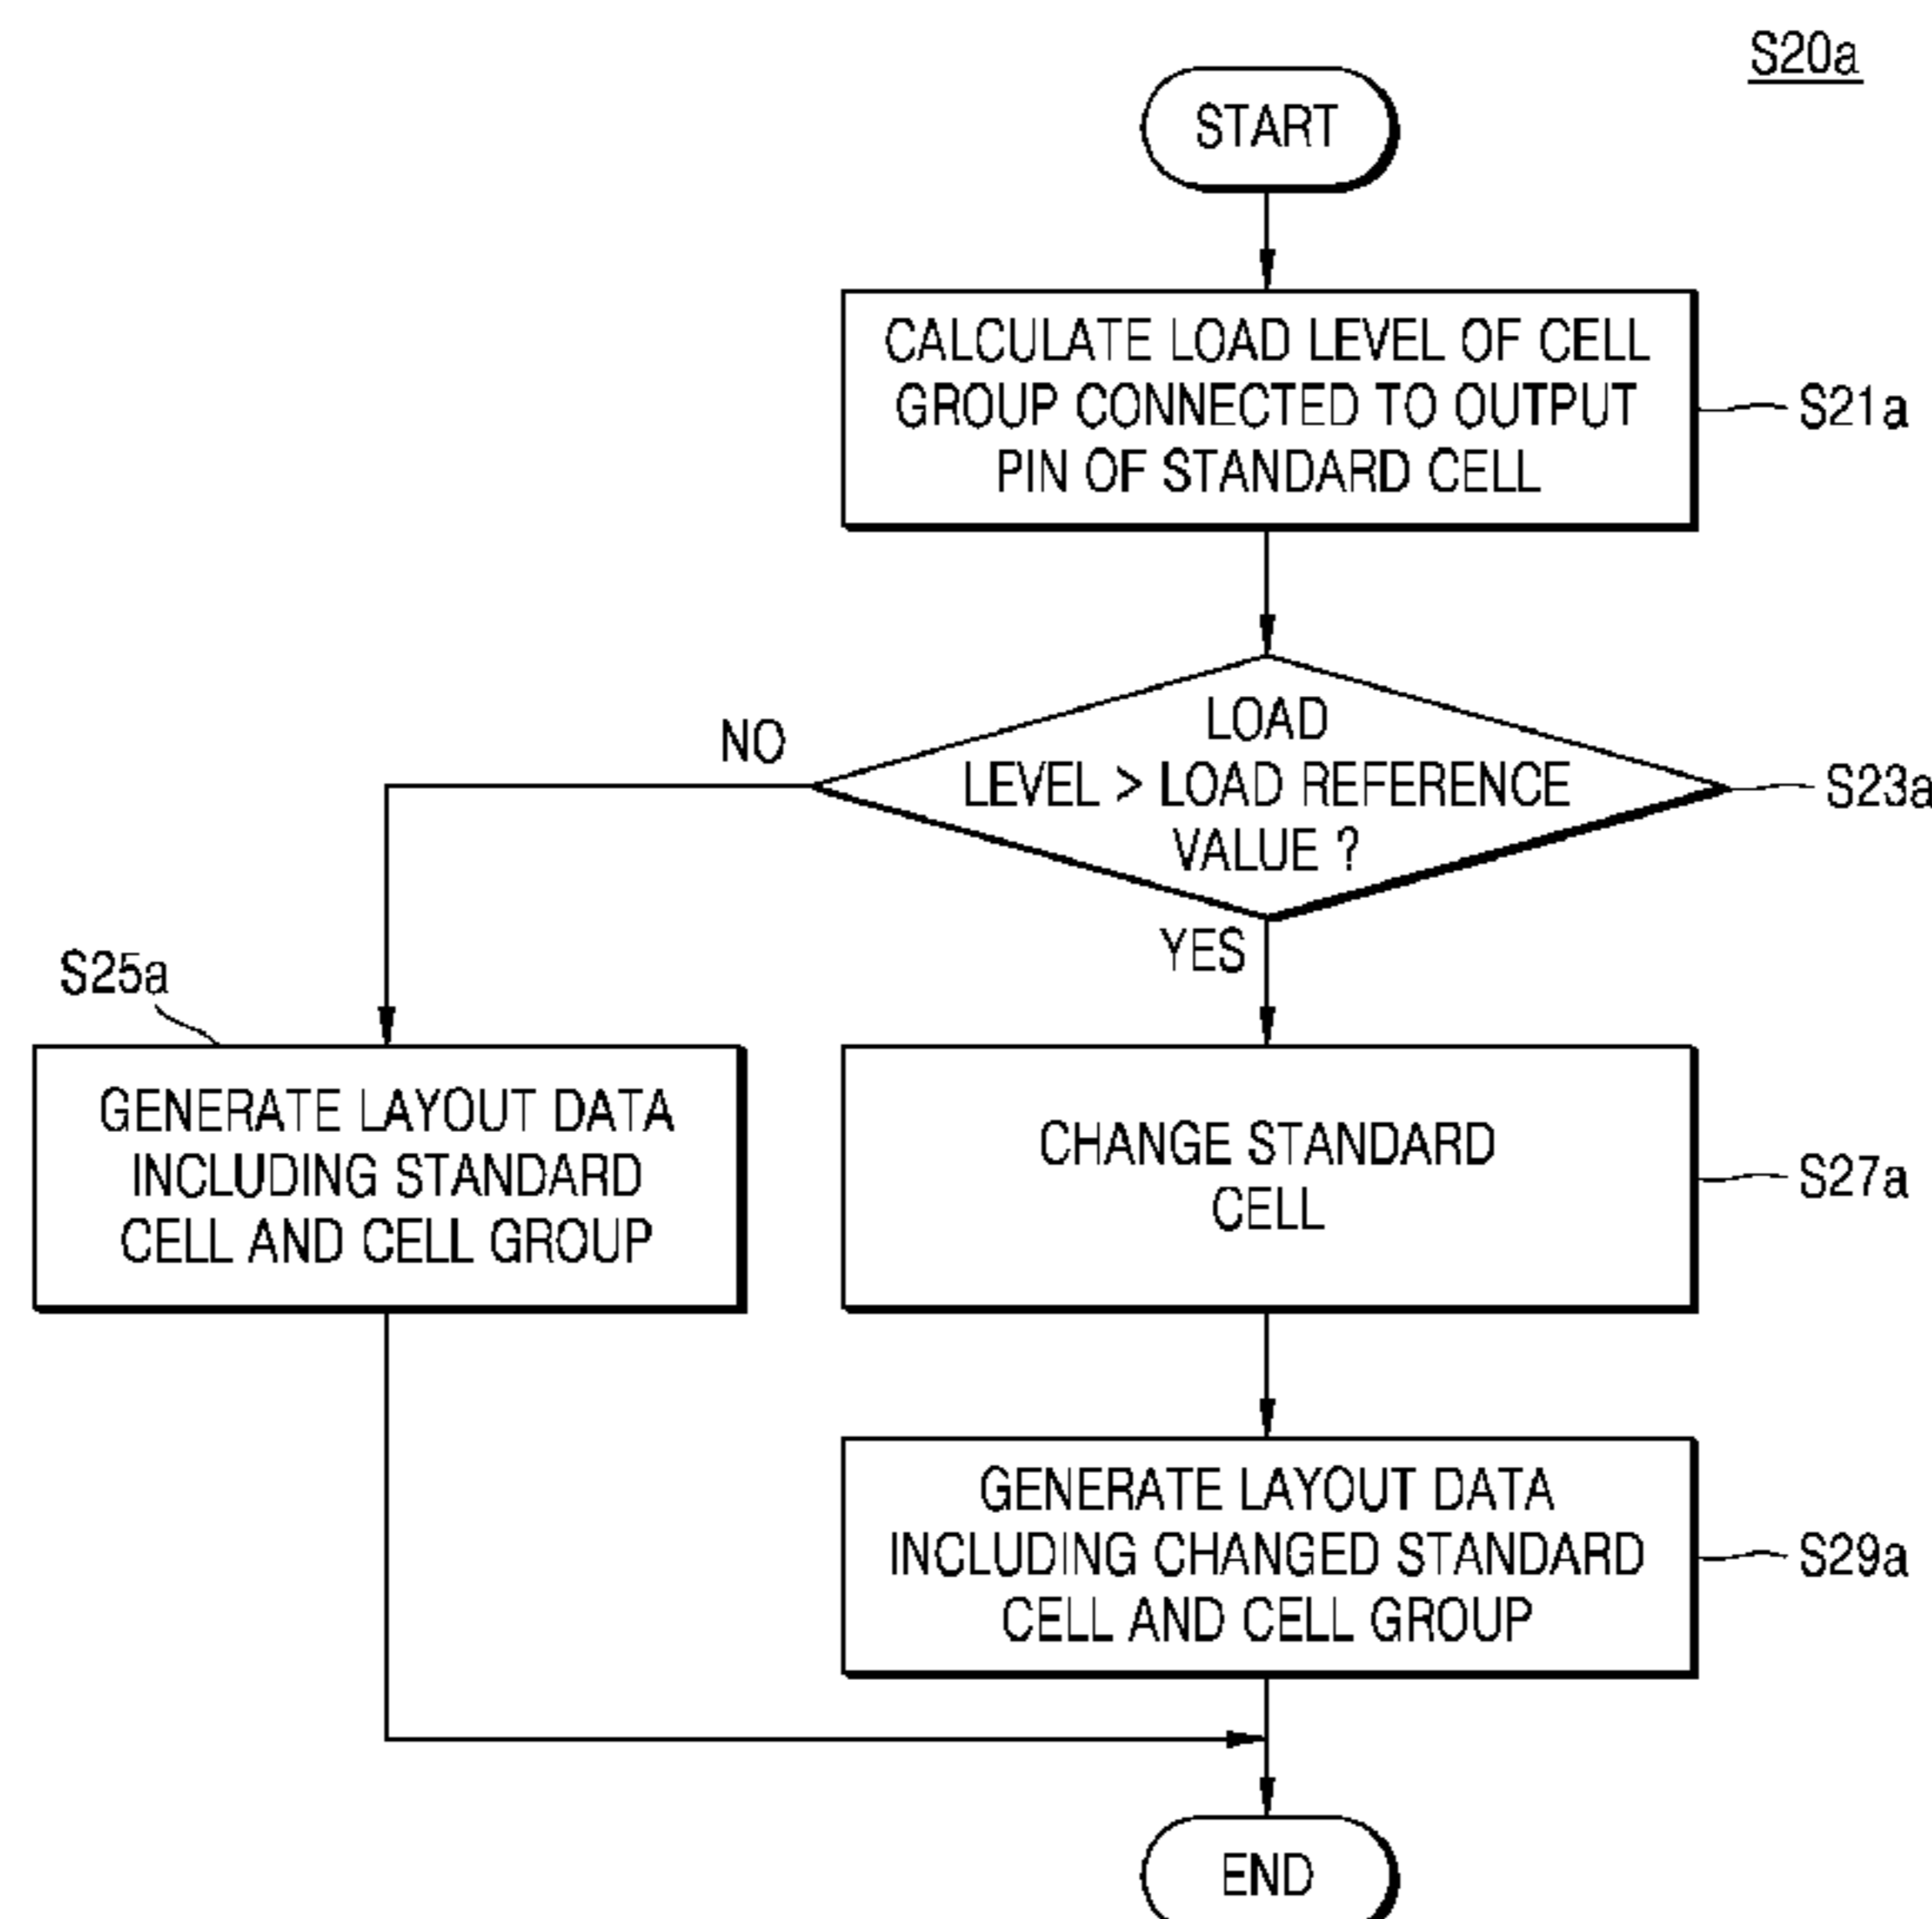 S20a
START
CALCULATE LOAD LEVEL OF CELL
GROUP CONNECTED TO OUTPUT
PIN OF STANDARD CELL
S21a
LOAD
LEVEL > LOAD REFERENCE
VALUE ?
S23a
NO
YES
S25a
GENERATE LAYOUT DATA
INCLUDING STANDARD
CELL AND CELL GROUP
CHANGE STANDARD
CELL
S27a
GENERATE LAYOUT DATA
INCLUDING CHANGED STANDARD
CELL AND CELL GROUP
S29a
END